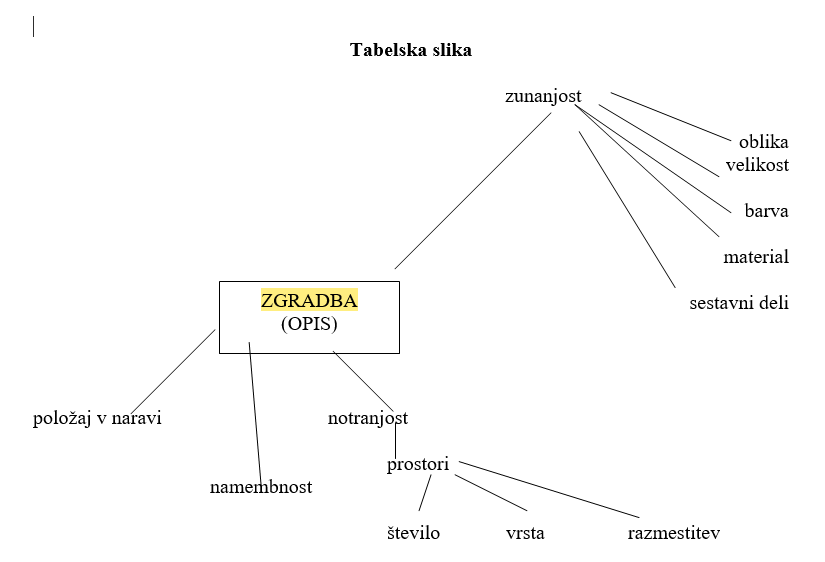 Tabelska slika
zunanjost
oblika
velikost
barva
material
sestavni deli
ZGRADBA
(OPIS)
položaj v naravi
notranjost
prostori
namembnost
število
vrsta
razmestitev